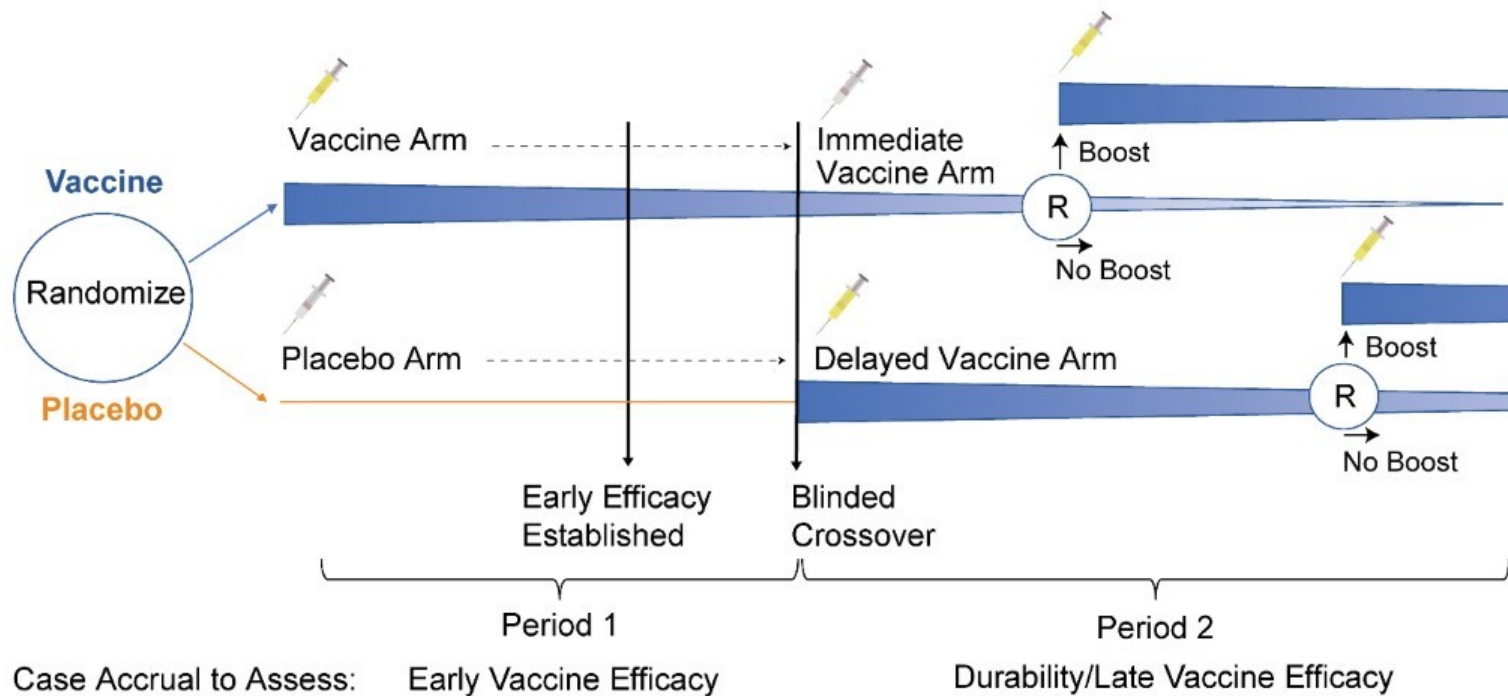 Vaccine Arm
Immediate
Vaccine Arm
Boost
R
No Boost
Vaccine
Randomize
Placebo
Placebo Arm
Delayed Vaccine Arm
Boost
R
No Boost
Early Efficacy
Established
Blinded
Crossover
Period 1
Period 2
Case Accrual to Assess:
Early Vaccine Efficacy
Durability/Late Vaccine Efficacy